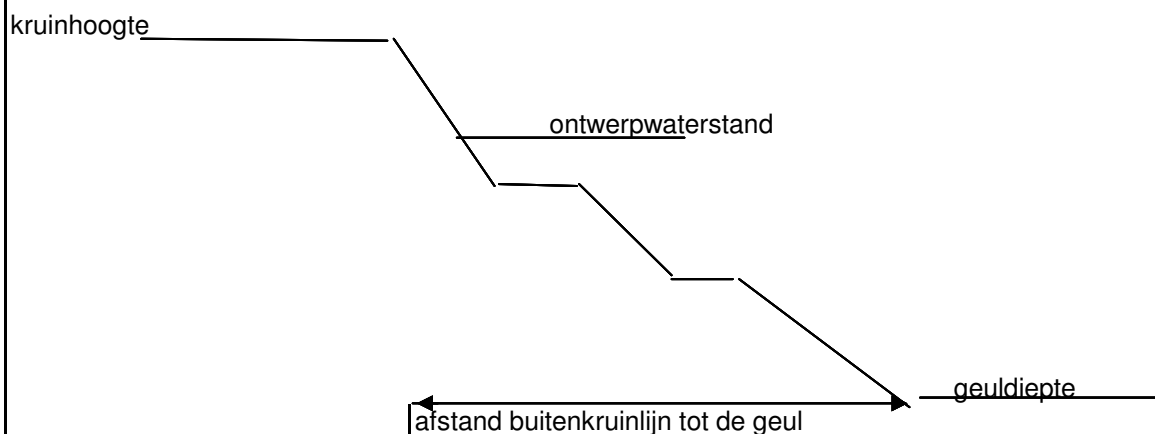 kruinhoogte
ontwerpwaterstand
geuldiepte
afstand buitenkruinlijn tot de geul